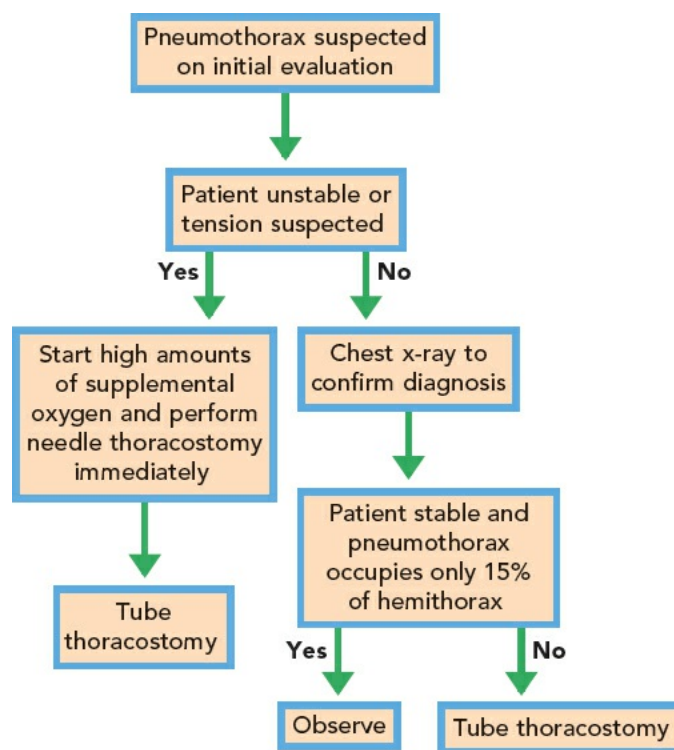 Pneumothorax suspected
on initial evaluation
Patient unstable or
tension suspected
Yes
No
Start high amounts
of supplemental
oxygen and perform
needle thoracostomy
immediately
Chest x-ray to
confirm diagnosis
Tube
thoracostomy
Patient stable and
pneumothorax
occupies only 15%
of hemithorax
Yes
No
Observe
Tube thoracostomy